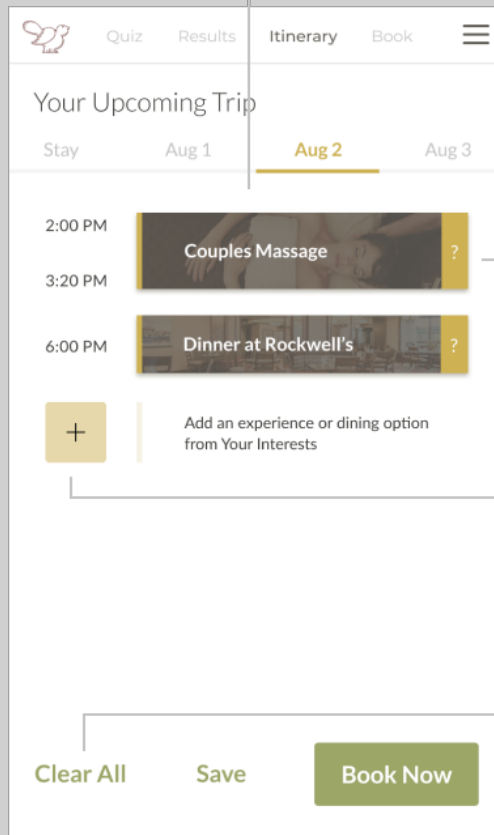 Quiz Results Itinerary Book
Your Upcoming Trip
Stay Aug 1 Aug 2 Aug 3
2:00 PM
Couples Massage ?
3:20 PM
6:00 PM Dinner at Rockwell's ?
+ Add an experience or dining option
from Your Interests
Clear All Save Book Now